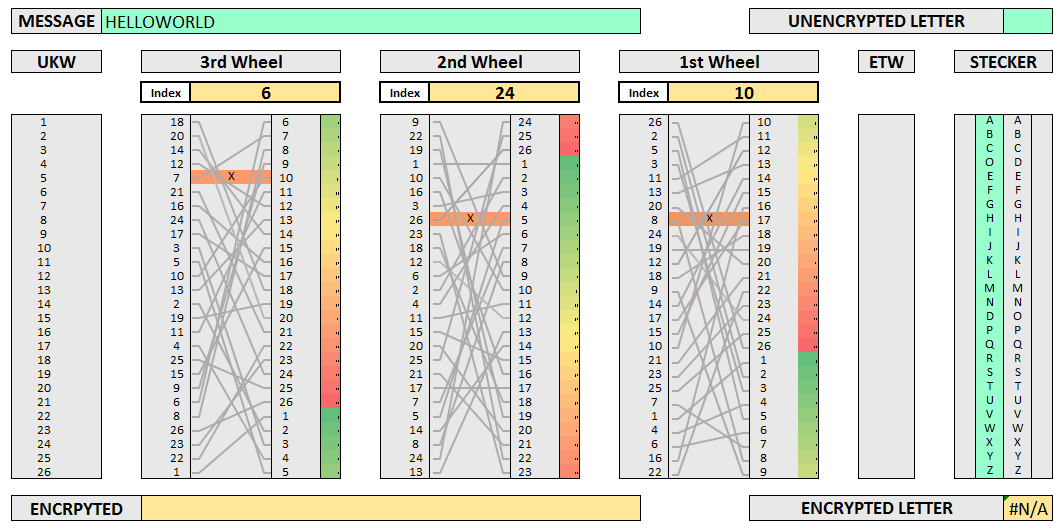 MESSAGE HELLOWORLD UNENCRYPTED LETTER
UKW 3rd Wheel 2nd Wheel 1st Wheel ETW STECKER
Index 6 Index 24 Index 10
1 18 6 9 24 26 10 A A
2 20 7 22 25 2 11 B B
3 14 8 19 26 5 12 C C
4 12 9 1 1 3 13 O D
5 7 X 10 10 2 11 14 E E
6 21 11 16 3 13 15 F F
7 16 12 3 4 20 16 G G
8 24 13 26 X 5 8 X 17 H H
9 17 14 23 6 24 18 I I
10 3 15 18 7 19 19 J J
11 5 16 12 8 12 20 K K
12 10 17 6 9 18 21 L L
13 13 18 2 10 9 22 M M
14 2 19 4 11 14 23 N N
15 19 20 11 12 17 24 D O
16 11 21 15 13 15 25 P P
17 4 22 20 14 10 26 Q Q
18 25 23 25 15 21 1 R R
19 15 24 21 16 23 2 S S
20 9 25 17 17 25 3 T T
21 6 26 7 18 7 4 U U
22 8 1 5 19 1 5 V V
23 26 2 14 20 4 6 W W
24 23 3 8 21 6 7 X X
25 22 4 24 22 16 8 Y Y
26 1 5 13 23 22 9 Z Z
ENCRPYTED ENCRYPTED LETTER #N/A